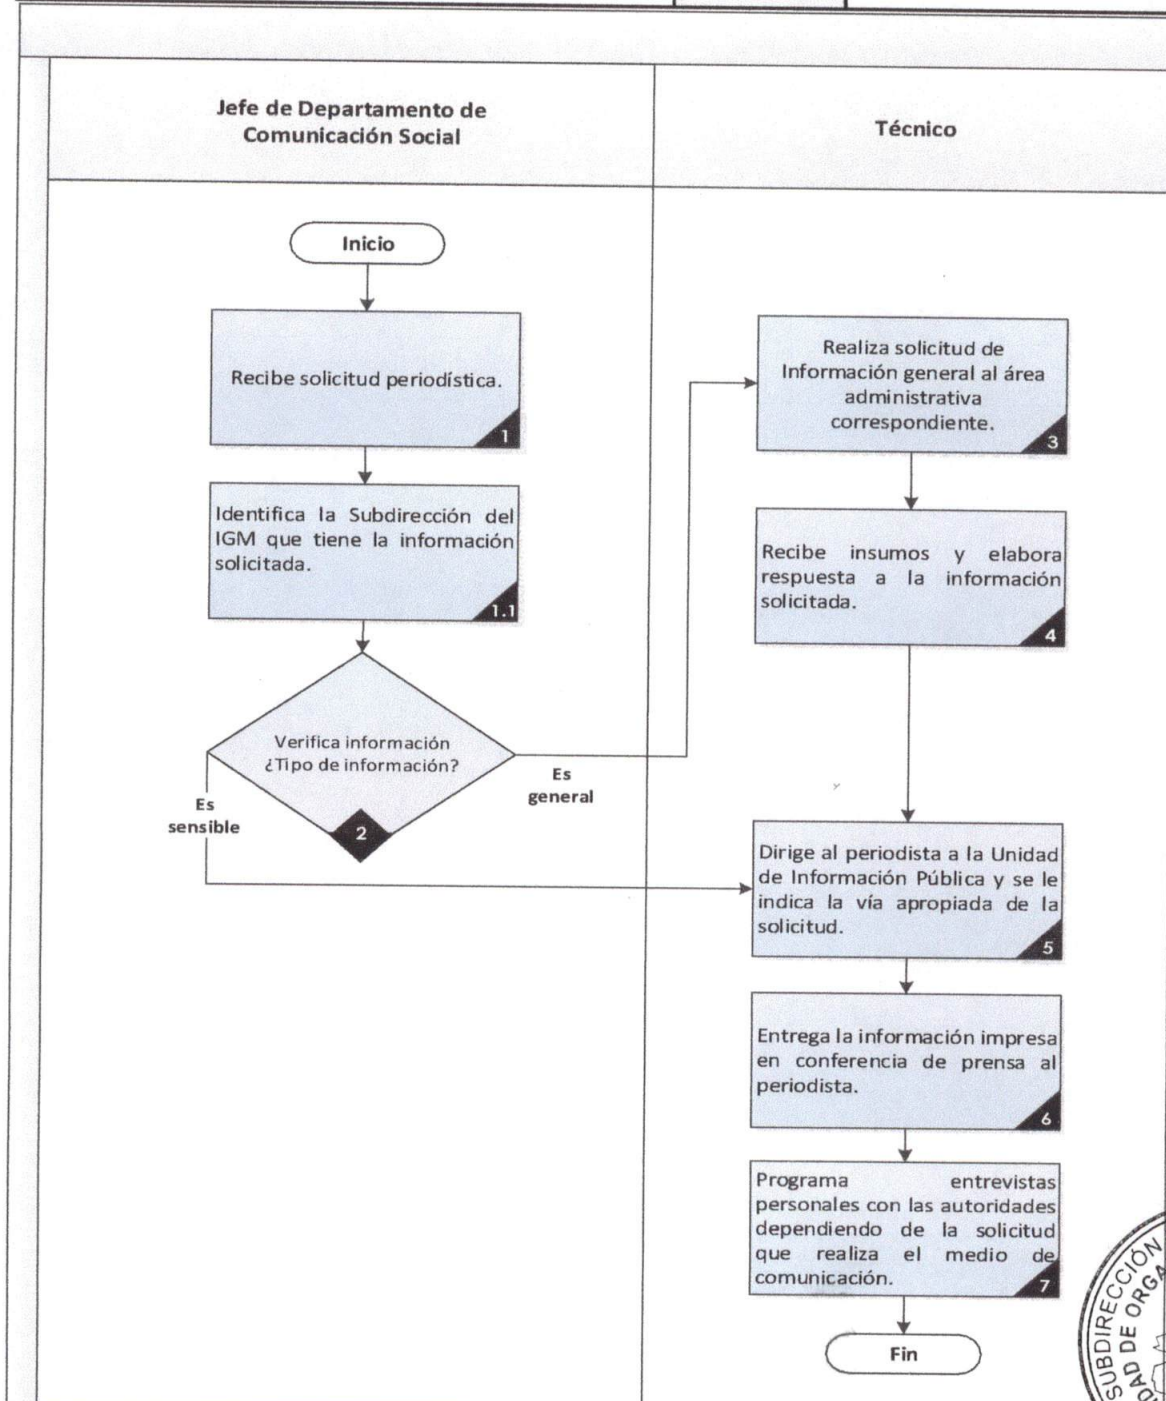 Jefe de Departamento de
Comunicación Social
Técnico
Inicio
Recibe solicitud periodística.
1
Identifica la Subdirección del
IGM que tiene la información
solicitada.
1.1
Verifica información
¿Tipo de información?
2
Es
sensible
Es
general
Realiza solicitud de
Información general al área
administrativa
correspondiente.
3
Recibe insumos y elabora
respuesta a la información
solicitada.
4
Dirige al periodista a la Unidad
de Información Pública y se le
indica la vía apropiada de la
solicitud.
5
Entrega la información impresa
en conferencia de prensa al
periodista.
6
Programa entrevistas
personales con las autoridades
dependiendo de la solicitud
que realiza el medio de
comunicación.
7
Fin
SUBDIRECCIÓN
DE